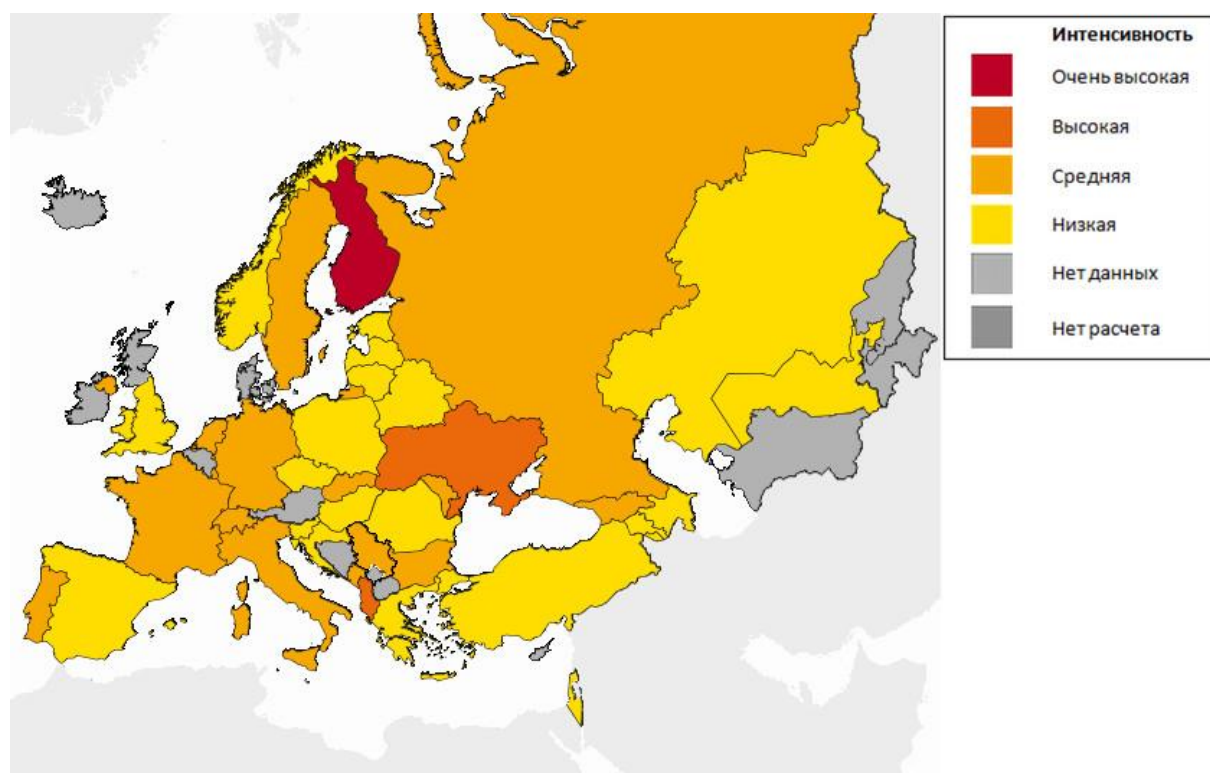 Интенсивность
Очень высокая
Высокая
Средняя
Низкая
Нет данных
Нет расчета